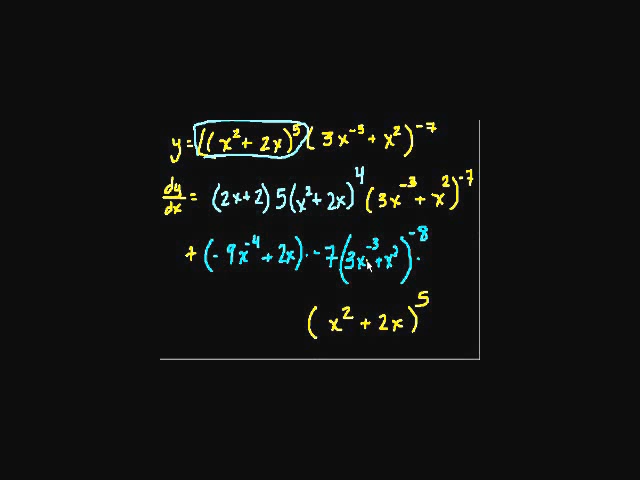 y = ((x² + 2x)⁵ (3x⁻³ + x²)⁻⁷
dy/dx = (2x+2) 5(x² + 2x)⁴ (3x⁻³ + x²)⁻⁷
+ (-9x⁻⁴ + 2x) · -7(3x⁻³ + x²)⁻⁸ ·
(x² + 2x)⁵